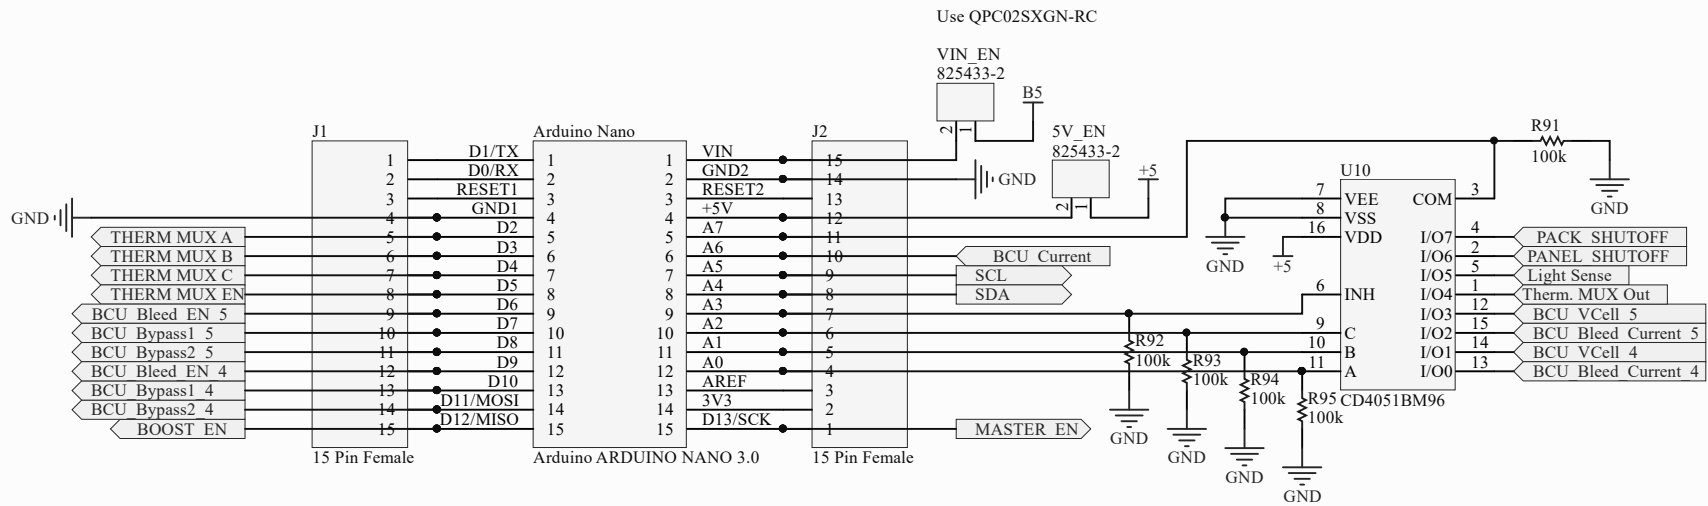 Use QPC02SXGN-RC
VIN_EN
825433-2
B5
2 1
5V_EN
825433-2
+5
2 1
J1
Arduino Nano
J2
R91
100k
GND
1 D1/TX 1 1 VIN 15
2 D0/RX 2 2 GND2 14 GND
3 RESET1 3 3 RESET2 13
GND 4 GND1 4 4 +5V 12
THERM MUX A 5 D2 5 5 A7 11
THERM MUX B 6 D3 6 6 A6 10 BCU_Current
THERM MUX C 7 D4 7 7 A5 9 SCL
THERM MUX EN 8 D5 8 8 A4 8 SDA
BCU_Bleed_EN_5 9 D6 9 9 A3 7
BCU_Bypass1_5 10 D7 10 10 A2 6
BCU_Bypass2_5 11 D8 11 11 A1 5
BCU_Bleed_EN_4 12 D9 12 12 A0 4
BCU_Bypass1_4 13 D10 13 13 AREF 3
BCU_Bypass2_4 14 D11/MOSI 14 14 3V3 2
BOOST_EN 15 D12/MISO 15 15 D13/SCK 1 MASTER_EN
15 Pin Female
Arduino ARDUINO NANO 3.0
15 Pin Female
R92
100k
GND
R93
100k
GND
R94
100k
GND
R95
100k
GND
U10
7 VEE COM 3
8 VSS
16 VDD I/O7 4 PACK_SHUTOFF
GND
+5
I/O6 2 PANEL_SHUTOFF
I/O5 5 Light Sense
6 INH I/O4 1 Therm. MUX Out
I/O3 12 BCU_VCell_5
9 C I/O2 15 BCU_Bleed_Current_5
10 B I/O1 14 BCU_VCell_4
11 A I/O0 13 BCU_Bleed_Current_4
CD4051BM96